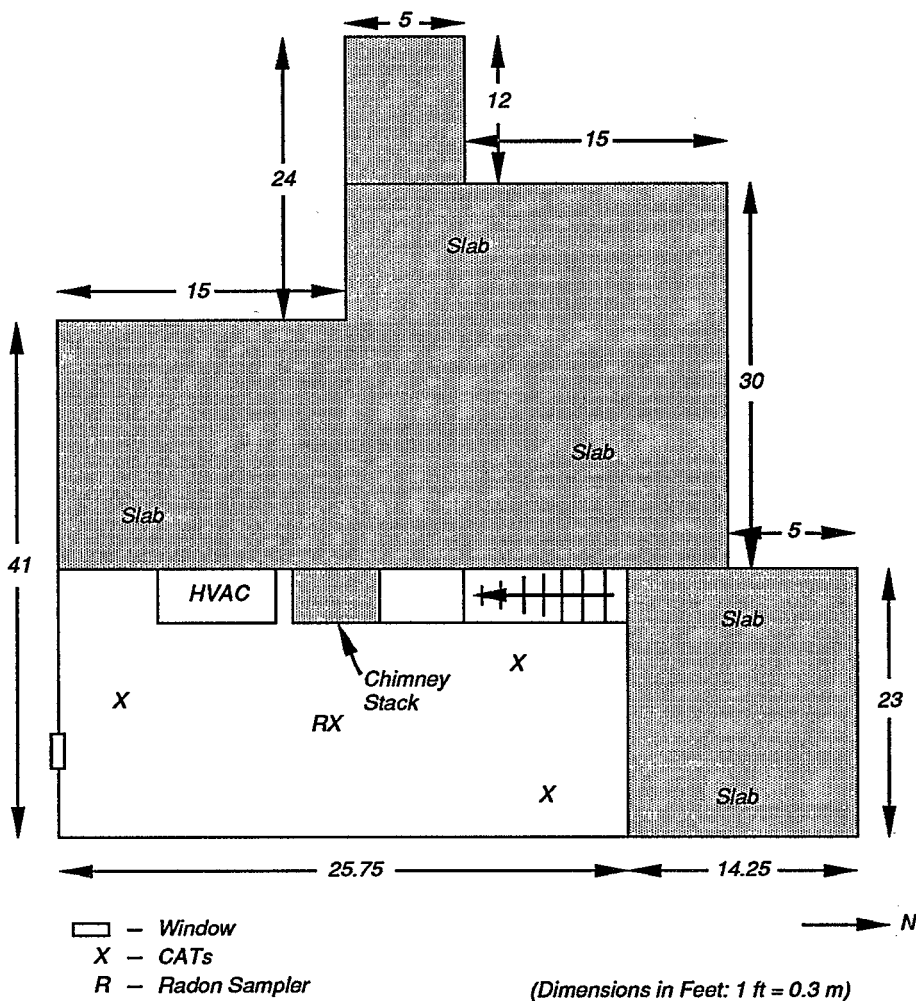 5
12
15
24
Slab
15
30
Slab
Slab
5
41
HVAC
Slab
Chimney
Stack
X
X
RX
23
X
Slab
25.75
14.25
– Window
N
X – CATs
R – Radon Sampler
(Dimensions in Feet: 1 ft = 0.3 m)